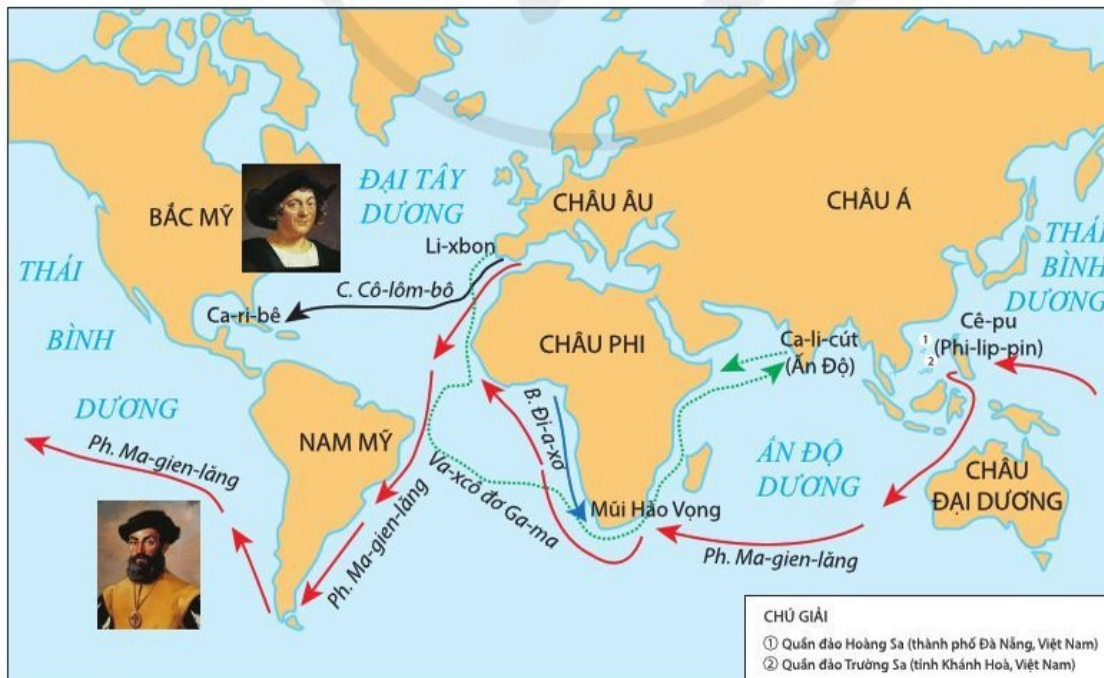 ĐẠI TÂY
DƯƠNG
BẮC MỸ
CHÂU ÂU
CHÂU Á
THÁI
BÌNH
DƯƠNG
Li-xbon
THÁI
BÌNH
DƯƠNG
C. Cô-lôm-bô
Ca-ri-bê
CHÂU PHI
Ca-li-cút
(Ấn Độ)
Cê-pu
(Phi-lip-pin)
1
2
B. Đi-a-xơ
NAM MỸ
Ph. Ma-gien-lăng
Va-xcô đơ Ga-ma
Ph. Ma-gien-lăng
ẤN ĐỘ
DƯƠNG
CHÂU
ĐẠI DƯƠNG
Mũi Hảo Vọng
Ph. Ma-gien-lăng
CHÚ GIẢI
① Quần đảo Hoàng Sa (thành phố Đà Nẵng, Việt Nam)
② Quần đảo Trường Sa (tỉnh Khánh Hoà, Việt Nam)